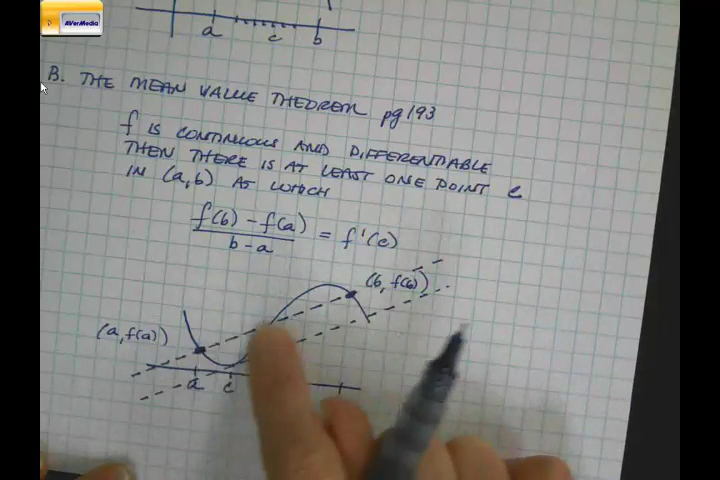 AVerMedia
a c b
B. THE MEAN VALUE THEOREM pg 193
f IS CONTINUOUS AND DIFFERENTIABLE
THEN THERE IS AT LEAST ONE POINT c
IN (a,b) AT WHICH
f(b) - f(a) / b - a = f'(c)
(b, f(b))
(a, f(a))
a c